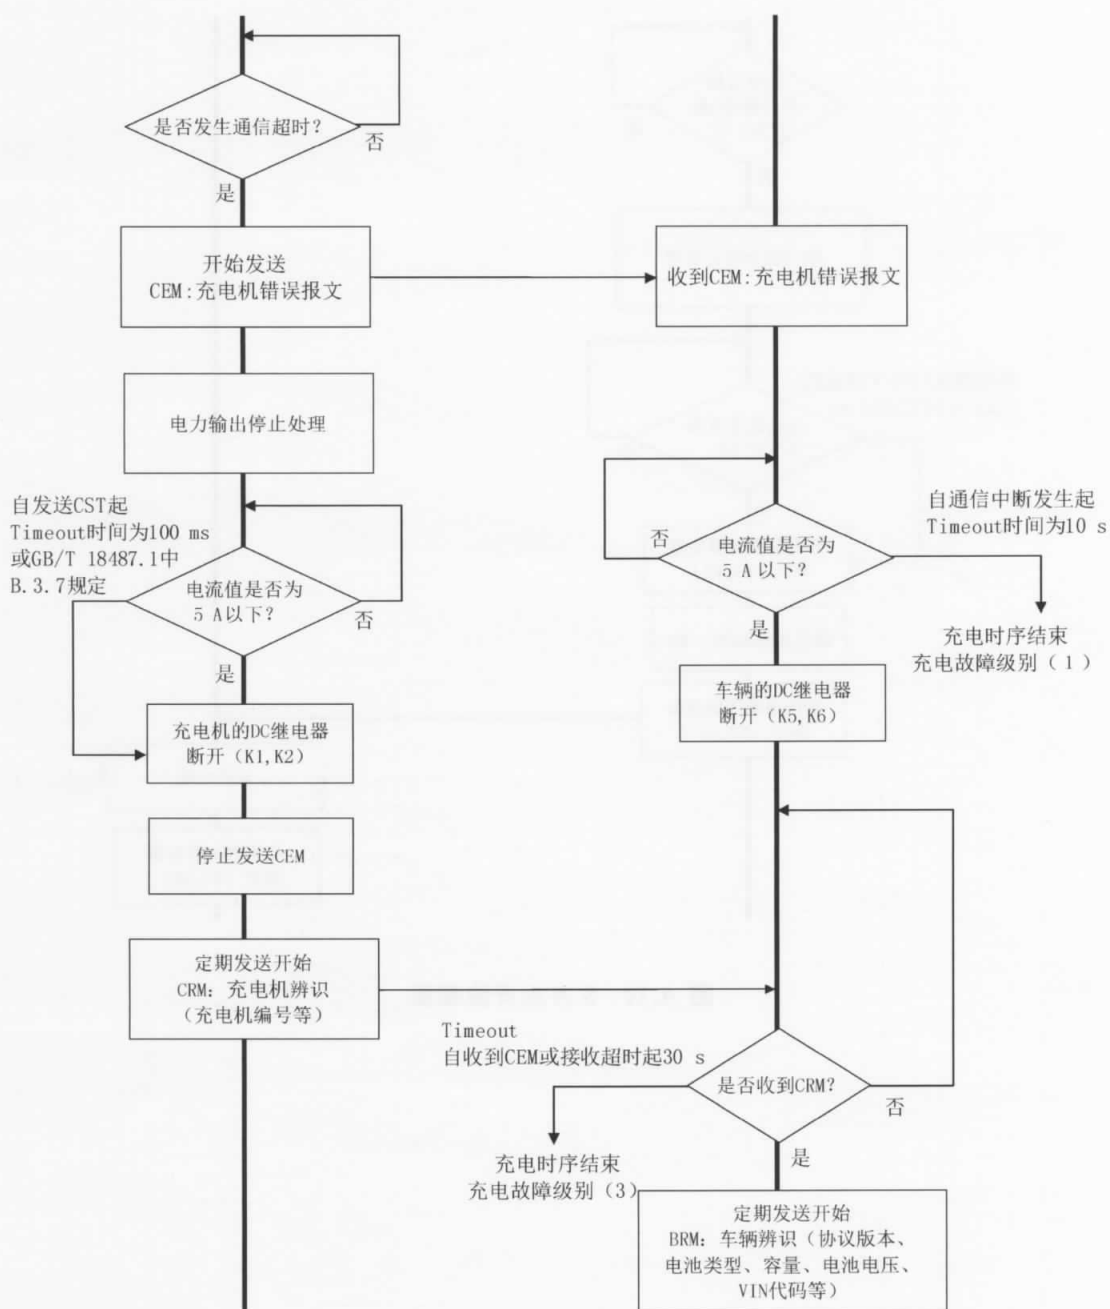 是否发生通信超时?
否
是
开始发送
CEM:充电机错误报文
收到CEM:充电机错误报文
电力输出停止处理
自发送CST起
Timeout时间为100 ms
或GB/T 18487.1中
B.3.7规定
电流值是否为
5 A以下?
否
是
自通信中断发生起
Timeout时间为10 s
否
电流值是否为
5 A 以下?
是
充电时序结束
充电故障级别（1）
充电机的DC继电器
断开（K1,K2）
车辆的DC继电器
断开（K5,K6）
停止发送CEM
定期发送开始
CRM: 充电机辨识
（充电机编号等）
Timeout
自收到CEM或接收超时起30 s
是否收到CRM?
否
是
充电时序结束
充电故障级别（3）
定期发送开始
BRM: 车辆辨识（协议版本、
电池类型、容量、电池电压、
VIN代码等）